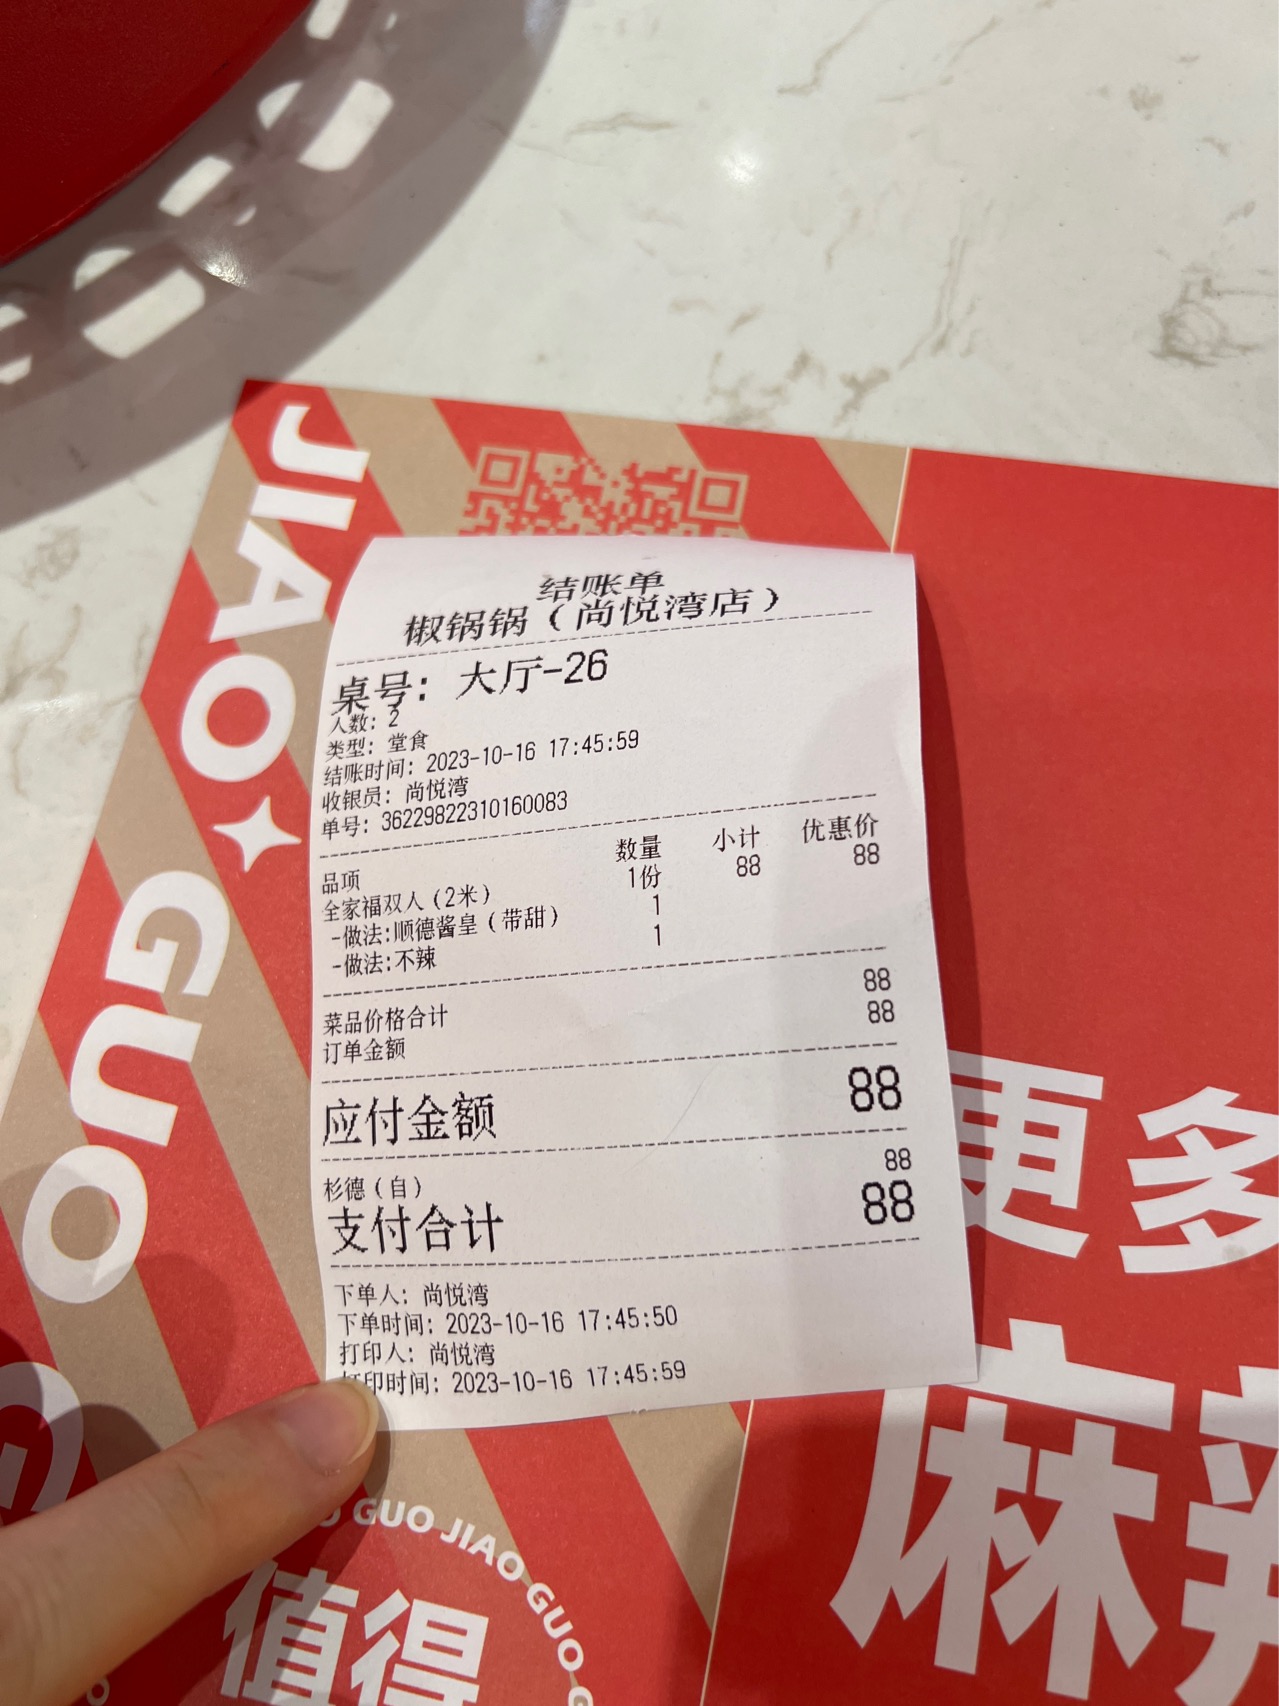 JIAO GUO
结账单
椒锅锅（尚悦湾店）
桌号：大厅-26
人数：2
类型：堂食
结账时间：2023-10-16 17:45:59
收银员：尚悦湾
单号：36229822310160083
品项 数量 小计 优惠价
全家福双人（2米） 1份 88 88
-做法:顺德酱皇（带甜） 1
-做法:不辣 1
菜品价格合计 88
订单金额 88
应付金额 88
杉德（自） 88
支付合计 88
下单人：尚悦湾
下单时间：2023-10-16 17:45:50
打印人：尚悦湾
打印时间：2023-10-16 17:45:59
更多
麻辣
GUO JIAO GUO
值得